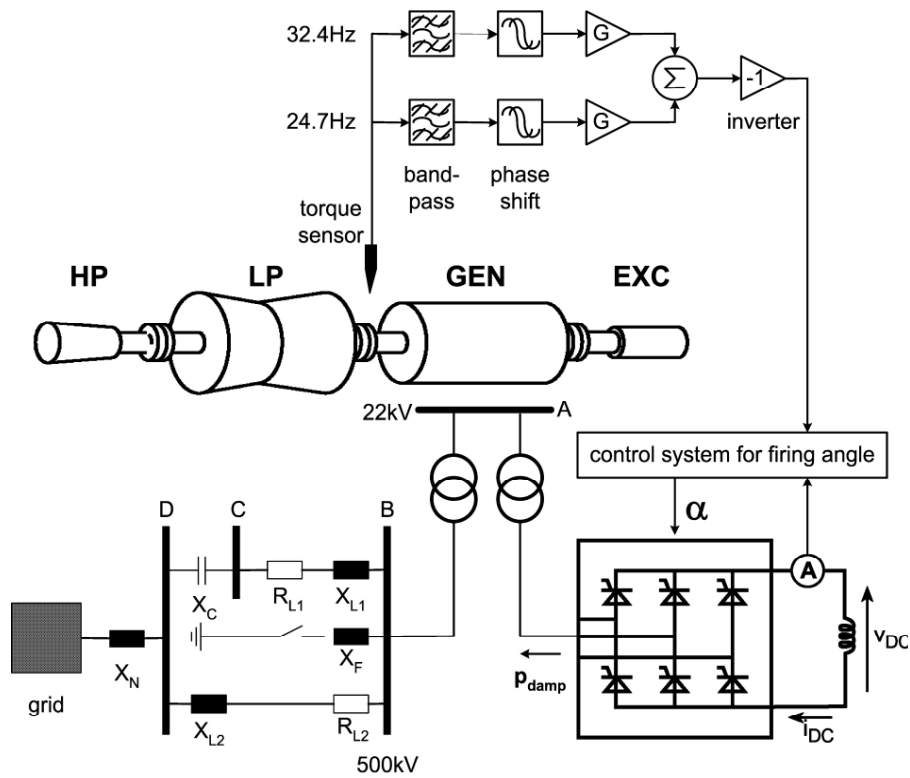 32.4Hz
G
Σ
-1
24.7Hz
G
inverter
band-
pass
phase
shift
torque
sensor
HP
LP
GEN
EXC
22kV
A
control system for firing angle
α
D
C
B
A
X_C
R_L1
X_L1
v_DC
X_F
p_damp
X_N
grid
i_DC
X_L2
R_L2
500kV